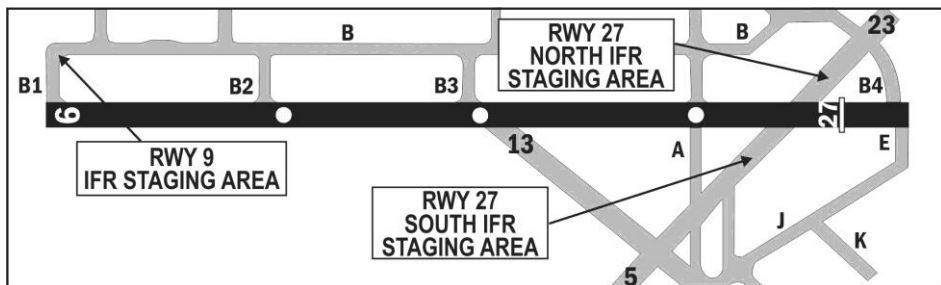 B
B
23
RWY 27
NORTH IFR
STAGING AREA
B1
B2
B3
B4
9
27
RWY 9
IFR STAGING AREA
13
A
E
RWY 27
SOUTH IFR
STAGING AREA
J
K
5